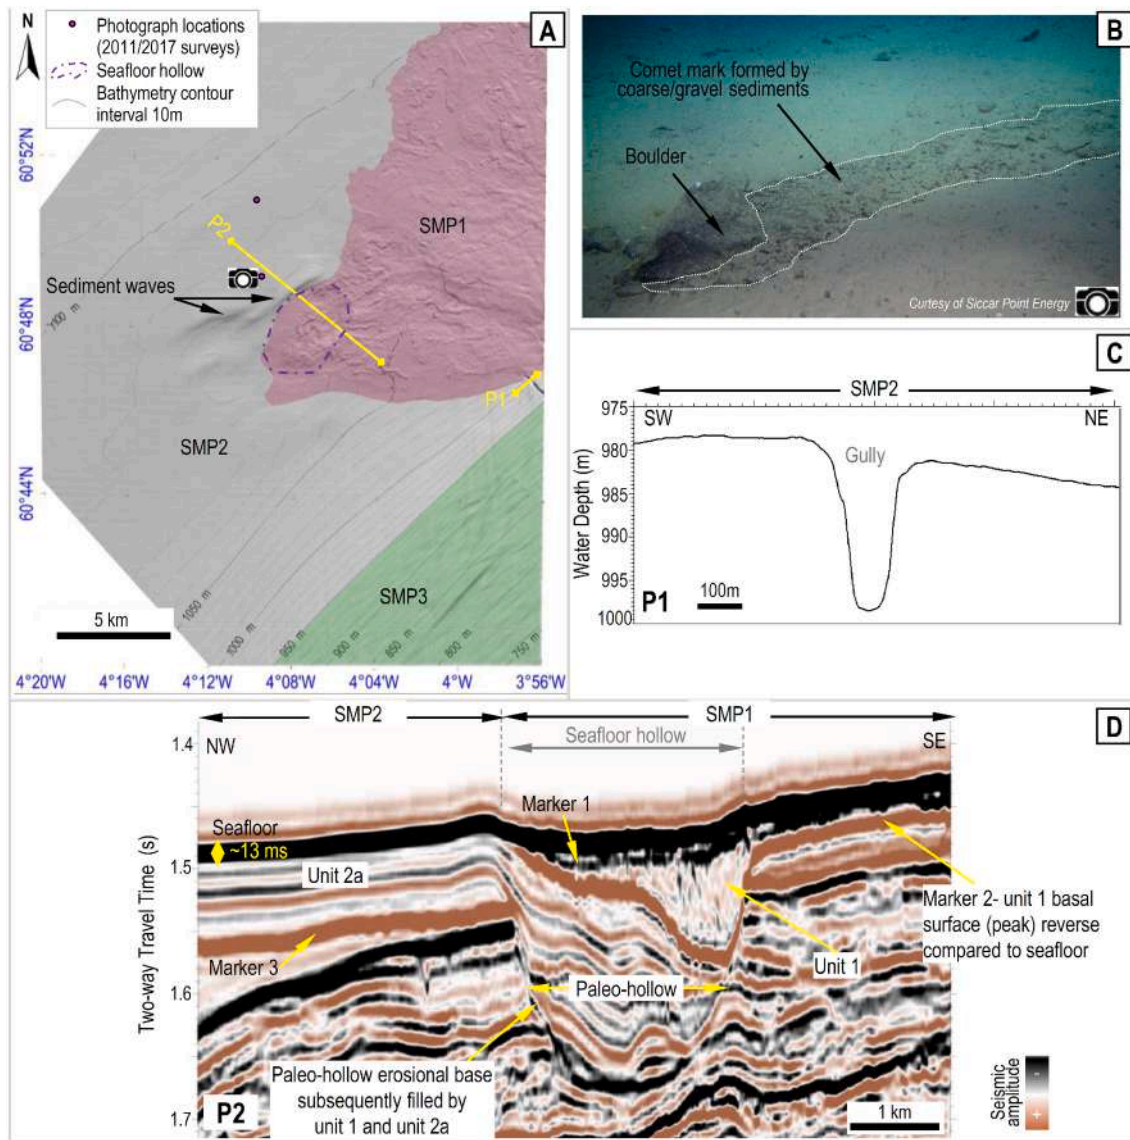 N
Photograph locations
(2011/2017 surveys)
Seafloor hollow
Bathymetry contour
interval 10m
A
60°52'N
60°48'N
60°44'N
SMP1
P2
Sediment waves
1100 m
P1
SMP2
SMP3
5 km
1050 m
1000 m
950 m
900 m
850 m
800 m
750 m
4°20'W
4°16'W
4°12'W
4°08'W
4°04'W
4°W
3°56'W
B
Comet mark formed by
coarse/gravel sediments
Boulder
Curtesy of Siccar Point Energy
C
SMP2
975
980
985
990
995
1000
Water Depth (m)
SW
NE
Gully
P1
100m
D
SMP2
SMP1
NW
SE
Seafloor hollow
1.4
1.5
1.6
1.7
Two-way Travel Time (s)
Marker 1
Seafloor
~13 ms
Unit 2a
Marker 3
Marker 2- unit 1 basal
surface (peak) reverse
compared to seafloor
Unit 1
Paleo-hollow
Paleo-hollow erosional base
subsequently filled by
unit 1 and unit 2a
P2
1 km
Seismic
amplitude
-
+